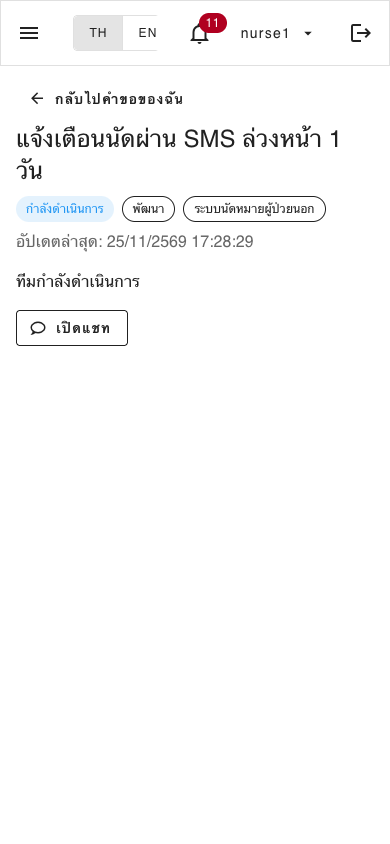 TH
EN
11
nurse1
กลับไปคำขอของฉัน
แจ้งเตือนนัดผ่าน SMS ล่วงหน้า 1
วัน
กำลังดำเนินการ
พัฒนา
ระบบนัดหมายผู้ป่วยนอก
อัปเดตล่าสุด: 25/11/2569 17:28:29
ทีมกำลังดำเนินการ
เปิดแชท